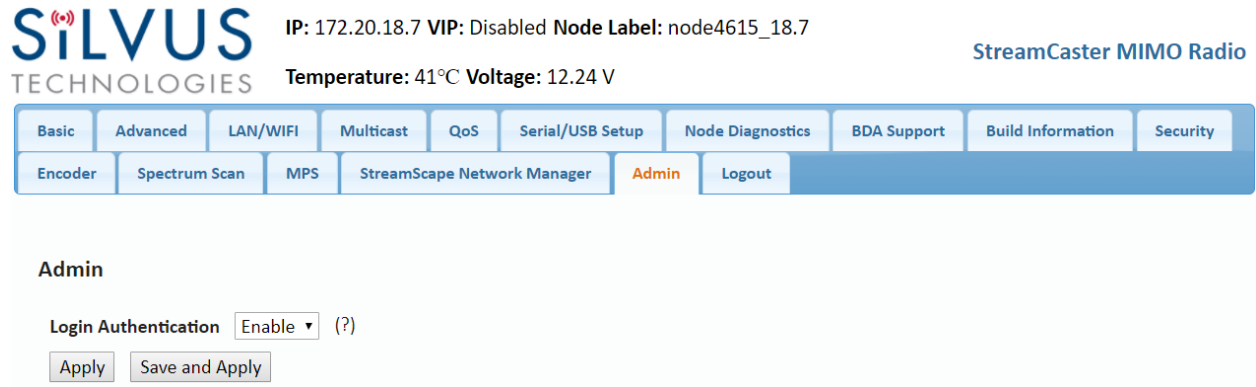 SiLVUS
TECHNOLOGIES
IP: 172.20.18.7 VIP: Disabled Node Label: node4615_18.7
Temperature: 41°C Voltage: 12.24 V
StreamCaster MIMO Radio
Basic Advanced LAN/WIFI Multicast QoS Serial/USB Setup Node Diagnostics BDA Support Build Information Security
Encoder Spectrum Scan MPS StreamScape Network Manager Admin Logout
Admin
Login Authentication Enable (?)
Apply Save and Apply